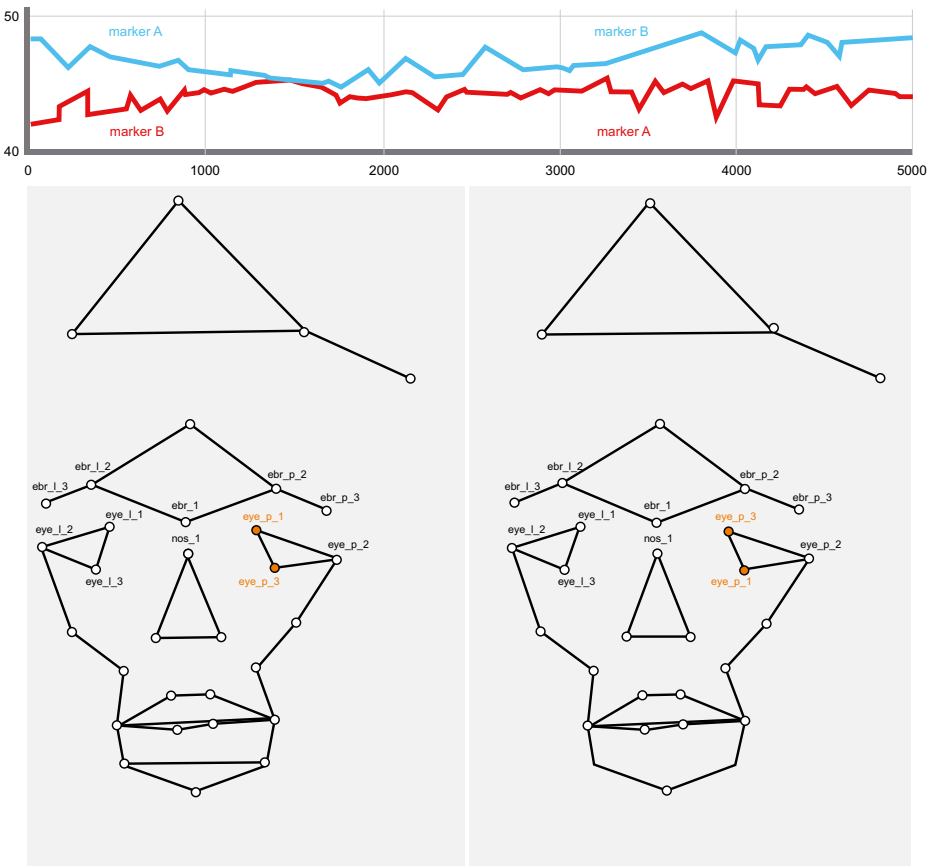 50
marker A
marker B
marker B
marker A
40
0
1000
2000
3000
4000
5000
ebr_l_2
ebr_l_3
ebr_1
ebr_p_2
ebr_p_3
eye_l_1
eye_l_2
eye_l_3
nos_1
eye_p_1
eye_p_2
eye_p_3
ebr_l_2
ebr_l_3
ebr_1
ebr_p_2
ebr_p_3
eye_l_1
eye_l_2
eye_l_3
nos_1
eye_p_3
eye_p_2
eye_p_1